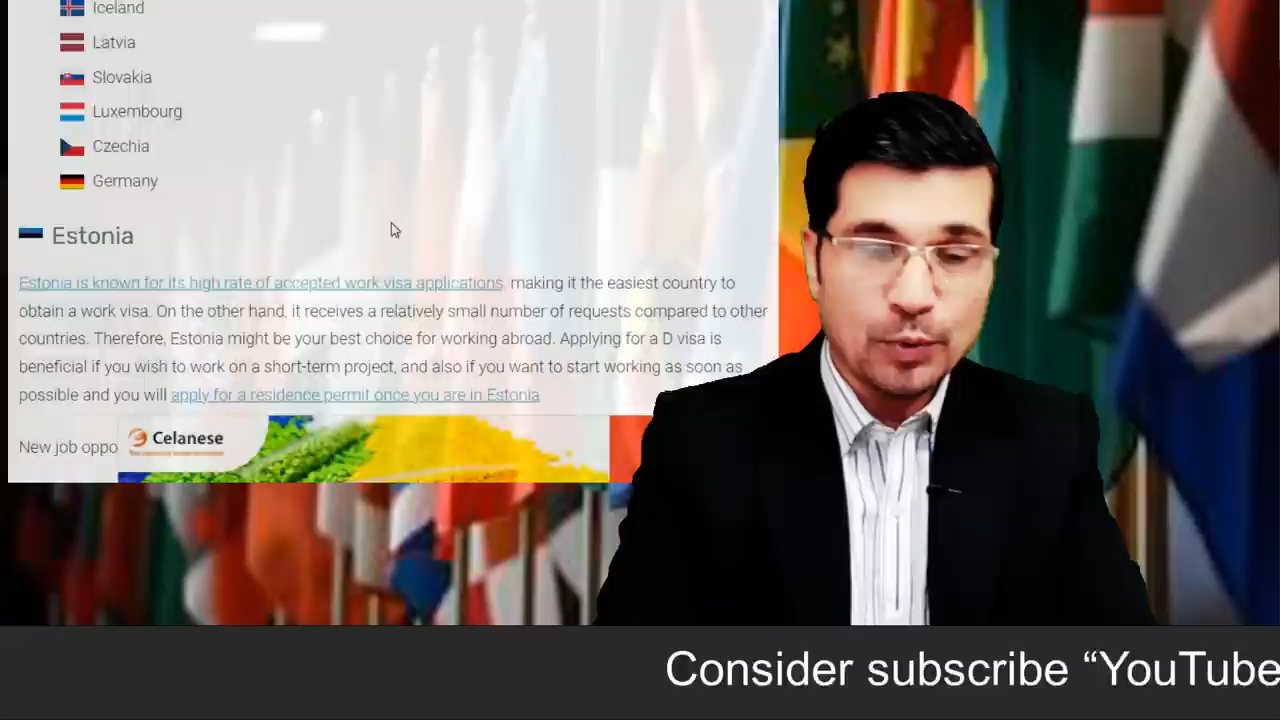 Iceland
Latvia
Slovakia
Luxembourg
Czechia
Germany
Estonia
Estonia is known for its high rate of accepted work visa applications, making it the easiest country to
obtain a work visa. On the other hand, it receives a relatively small number of requests compared to other
countries. Therefore, Estonia might be your best choice for working abroad. Applying for a D visa is
beneficial if you wish to work on a short-term project, and also if you want to start working as soon as
possible and you will apply for a residence permit once you are in Estonia
New job oppo
Celanese
Consider subscribe “YouTube